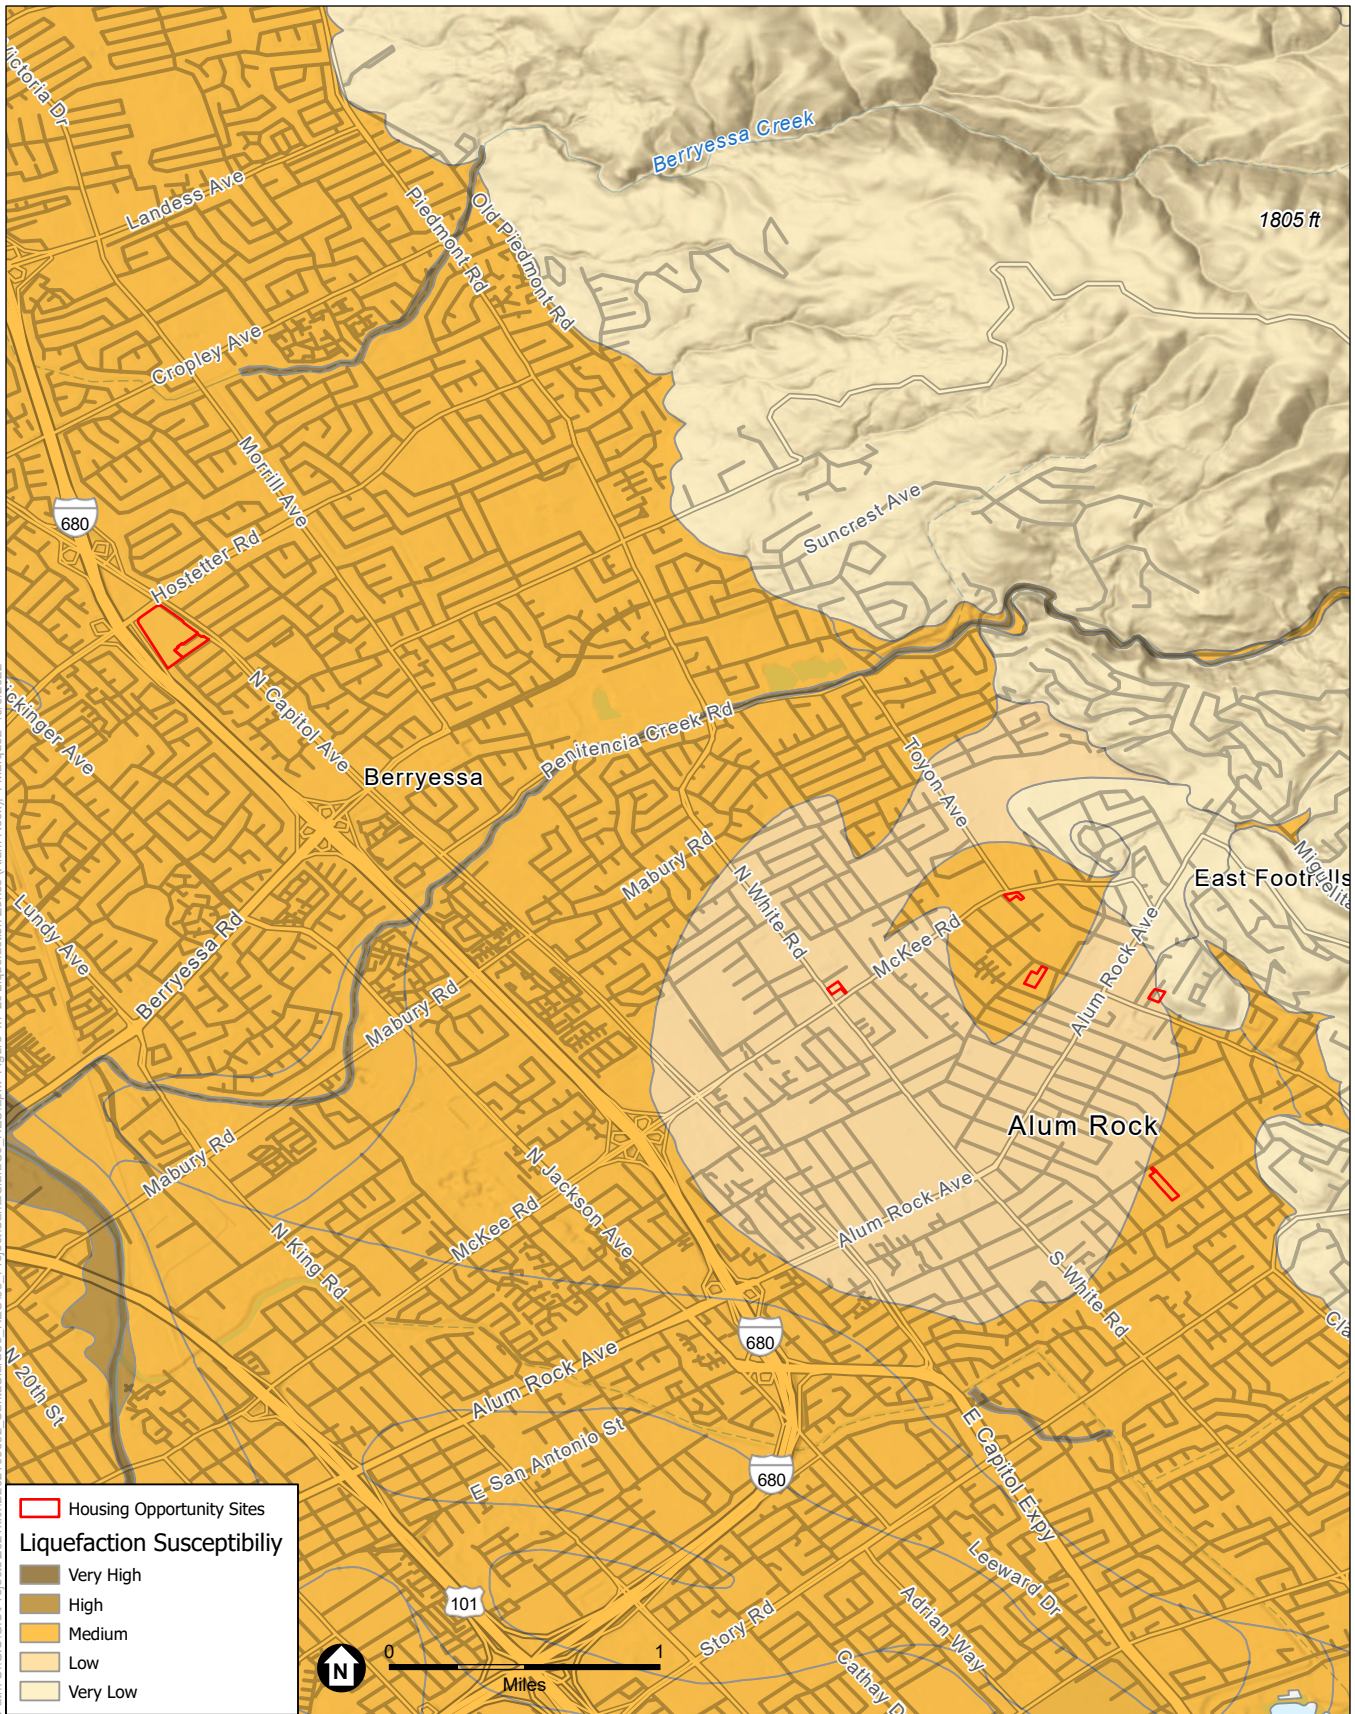 Victoria Dr
Berryessa Creek
Landess Ave
Piedmont Rd
Old Piedmont Rd
1805 ft
Cropley Ave
Morrill Ave
Suncrest Ave
680
Hostetter Rd
N Capitol Ave
ickinger Ave
Penitencia Creek Rd
Berryessa
Toyon Ave
Mabury Rd
N White Rd
Miguelita
East Foothills
Lundy Ave
Berryessa Rd
McKee Rd
Alum Rock Ave
Mabury Rd
Alum Rock
Mabury Rd
N Jackson Ave
McKee Rd
Alum Rock Ave
N King Rd
S White Rd
Cla
680
N 20th St
Alum Rock Ave
E San Antonio St
E Capitol Expy
680
Leeward Dr
Adrian Way
101
Story Rd
Cathay D
Housing Opportunity Sites
Liquefaction Susceptibiliy
Very High
High
Medium
Low
Very Low
N
0 1
Miles